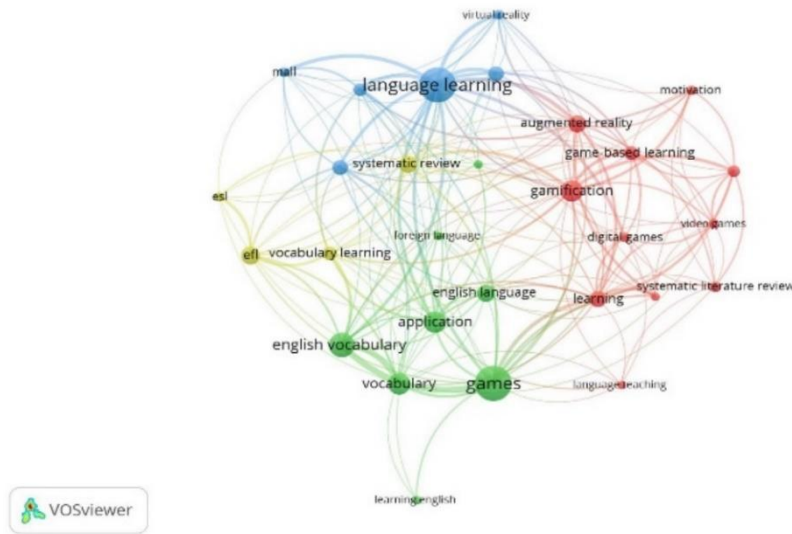 virtual reality
mall
language learning
motivation
augmented reality
game-based learning
systematic review
gamification
esl
video games
foreign language
digital games
efl
vocabulary learning
systematic literature review
english language
learning
application
english vocabulary
vocabulary
games
language teaching
learning english
VOSviewer